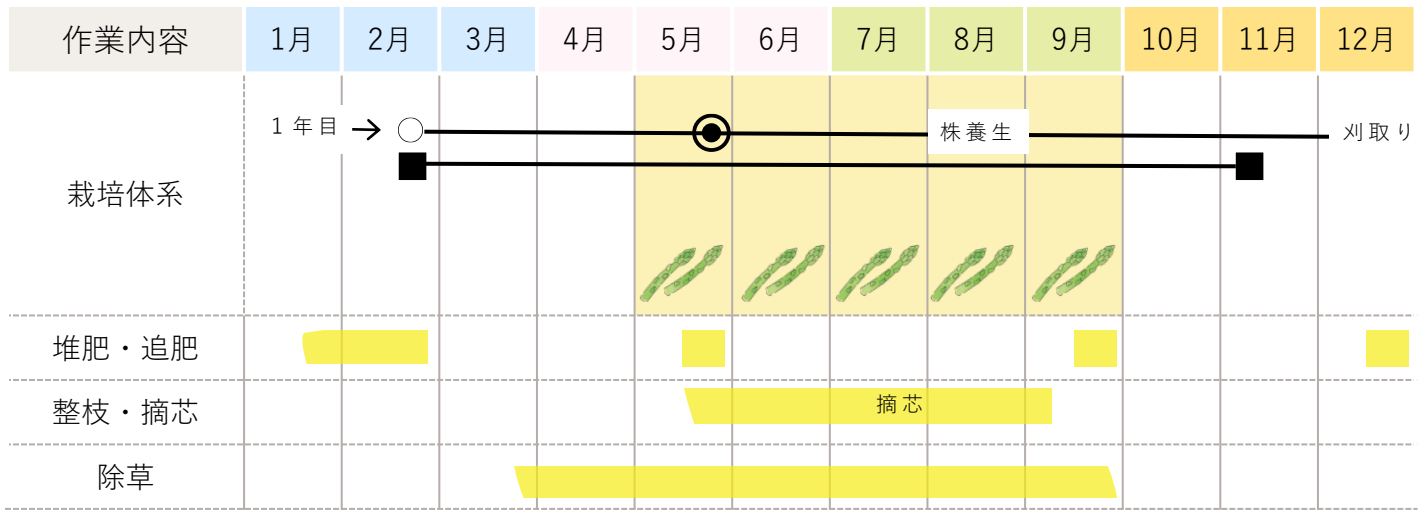 作業内容 1月 2月 3月 4月 5月 6月 7月 8月 9月 10月 11月 12月
1年目 株養生 刈取り
栽培体系
堆肥・追肥
整枝・摘芯 摘芯
除草